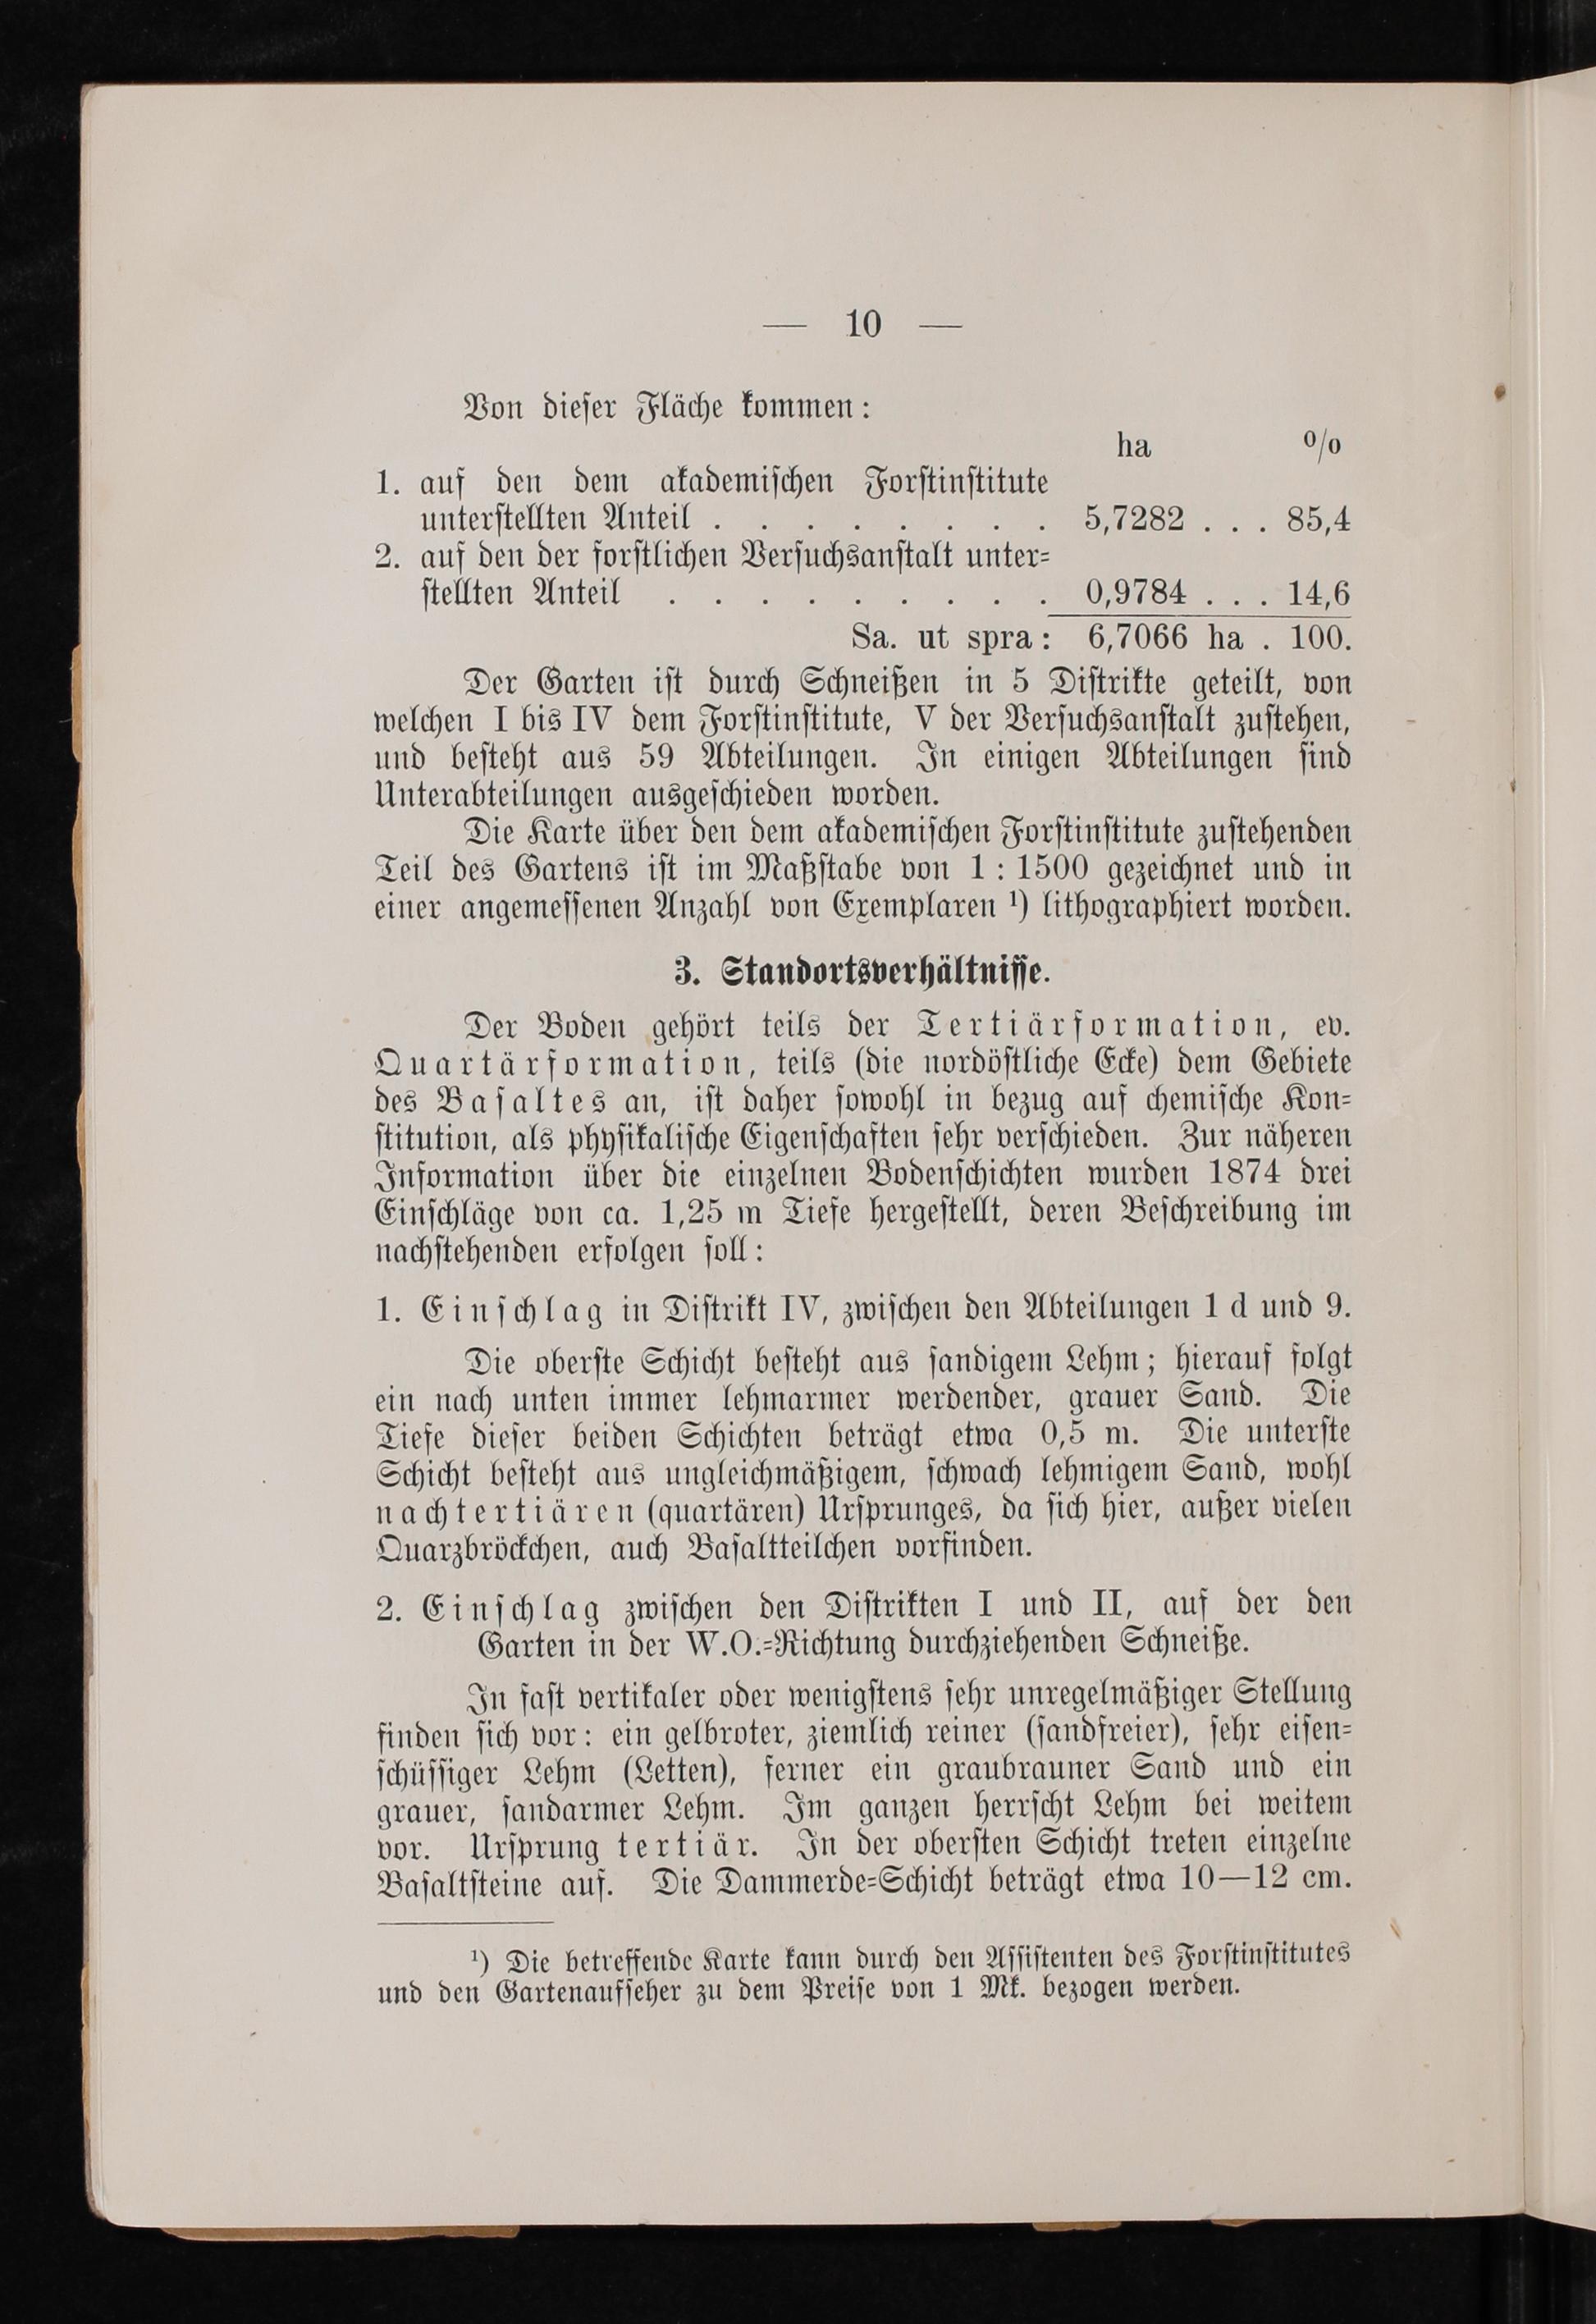 — 10 —
Von dieser Fläche kommen:
ha %
1. auf den dem akademischen Forstinstitute
unterstellten Anteil . . . . . . . . 5,7282 . . . 85,4
2. auf den der forstlichen Versuchsanstalt unter-
stellten Anteil . . . . . . . . . 0,9784 . . . 14,6
Sa. ut spra: 6,7066 ha . 100.
Der Garten ist durch Schneißen in 5 Distrikte geteilt, von
welchen I bis IV dem Forstinstitute, V der Versuchsanstalt zustehen,
und besteht aus 59 Abteilungen. In einigen Abteilungen sind
Unterabteilungen ausgeschieden worden.
Die Karte über den dem akademischen Forstinstitute zustehenden
Teil des Gartens ist im Maßstabe von 1 : 1500 gezeichnet und in
einer angemessenen Anzahl von Exemplaren ¹) lithographiert worden.
3. Standortsverhältnisse.
Der Boden gehört teils der Tertiärformation, ev.
Quartärformation, teils (die nordöstliche Ecke) dem Gebiete
des Basaltes an, ist daher sowohl in bezug auf chemische Kon-
stitution, als physikalische Eigenschaften sehr verschieden. Zur näheren
Information über die einzelnen Bodenschichten wurden 1874 drei
Einschläge von ca. 1,25 m Tiefe hergestellt, deren Beschreibung im
nachstehenden erfolgen soll:
1. Einschlag in Distrikt IV, zwischen den Abteilungen 1 d und 9.
Die oberste Schicht besteht aus sandigem Lehm; hierauf folgt
ein nach unten immer lehmarmer werdender, grauer Sand. Die
Tiefe dieser beiden Schichten beträgt etwa 0,5 m. Die unterste
Schicht besteht aus ungleichmäßigem, schwach lehmigem Sand, wohl
nachtertiären (quartären) Ursprunges, da sich hier, außer vielen
Quarzbröckchen, auch Basaltteilchen vorfinden.
2. Einschlag zwischen den Distrikten I und II, auf der den
Garten in der W.O.-Richtung durchziehenden Schneiße.
In fast vertikaler oder wenigstens sehr unregelmäßiger Stellung
finden sich vor: ein gelbroter, ziemlich reiner (sandfreier), sehr eisen-
schüssiger Lehm (Letten), ferner ein graubrauner Sand und ein
grauer, sandarmer Lehm. Im ganzen herrscht Lehm bei weitem
vor. Ursprung tertiär. In der obersten Schicht treten einzelne
Basaltsteine auf. Die Dammerde-Schicht beträgt etwa 10—12 cm.
¹) Die betreffende Karte kann durch den Assistenten des Forstinstitutes
und den Gartenaufseher zu dem Preise von 1 Mk. bezogen werden.